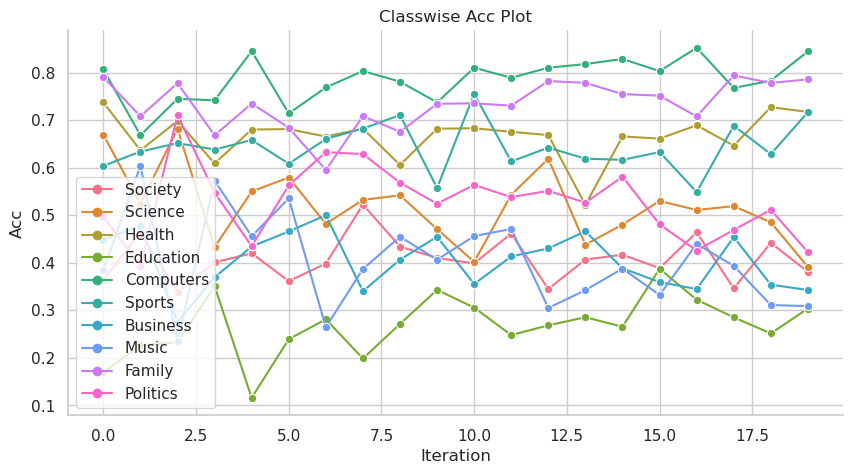 Classwise Acc Plot
Acc
0.8
0.7
0.6
0.5
0.4
0.3
0.2
0.1
Society
Science
Health
Education
Computers
Sports
Business
Music
Family
Politics
0.0 2.5 5.0 7.5 10.0 12.5 15.0 17.5
Iteration